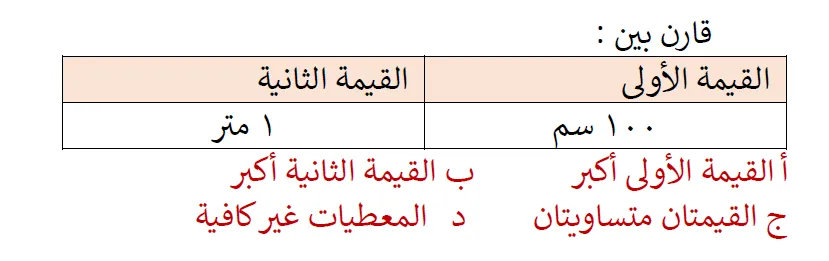 قارن بين :
القيمة الأولى القيمة الثانية
١٠٠ سم ١ متر
أ القيمة الأولى أكبر ب القيمة الثانية أكبر
ج القيمتان متساويتان د المعطيات غير كافية